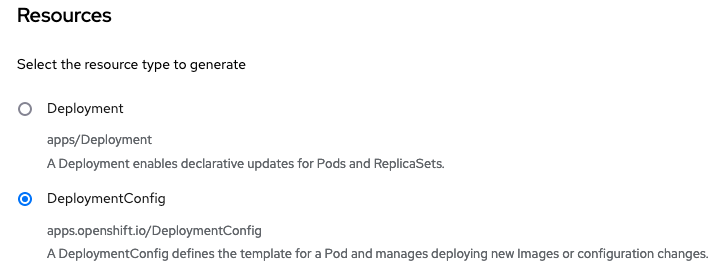 Resources
Select the resource type to generate
Deployment
apps/Deployment
A Deployment enables declarative updates for Pods and ReplicaSets.
DeploymentConfig
apps.openshift.io/DeploymentConfig
A DeploymentConfig defines the template for a Pod and manages deploying new Images or configuration changes.